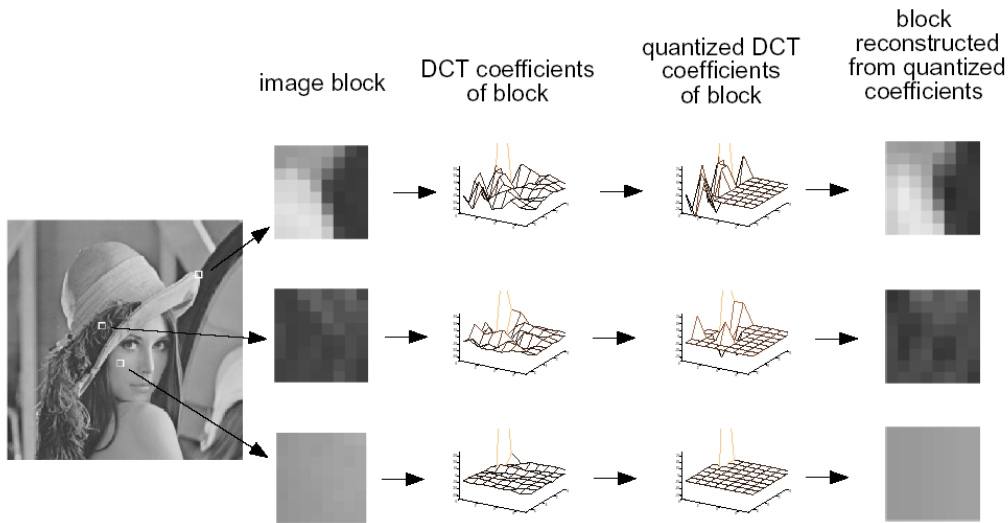 image block
DCT coefficients
of block
quantized DCT
coefficients
of block
block
reconstructed
from quantized
coefficients